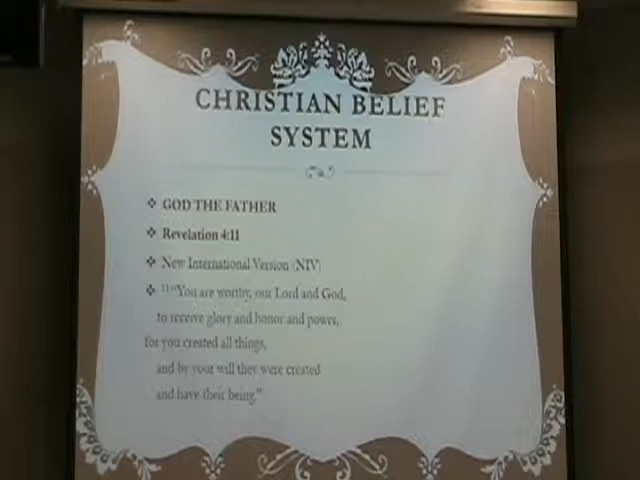 CHRISTIAN BELIEF
SYSTEM
❖ GOD THE FATHER
❖ Revelation 4:11
❖ New International Version (NIV)
❖ 11 "You are worthy, our Lord and God,
to receive glory and honor and power,
for you created all things,
and by your will they were created
and have their being."